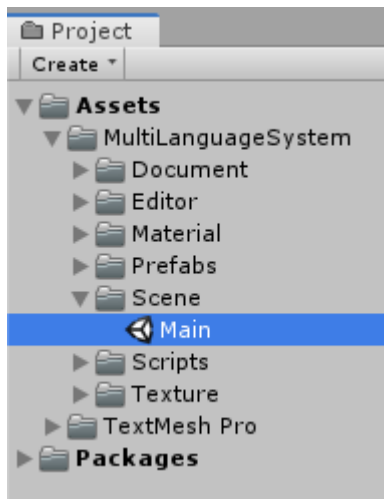 Project
Create
Assets
MultiLanguageSystem
Document
Editor
Material
Prefabs
Scene
Main
Scripts
Texture
TextMesh Pro
Packages